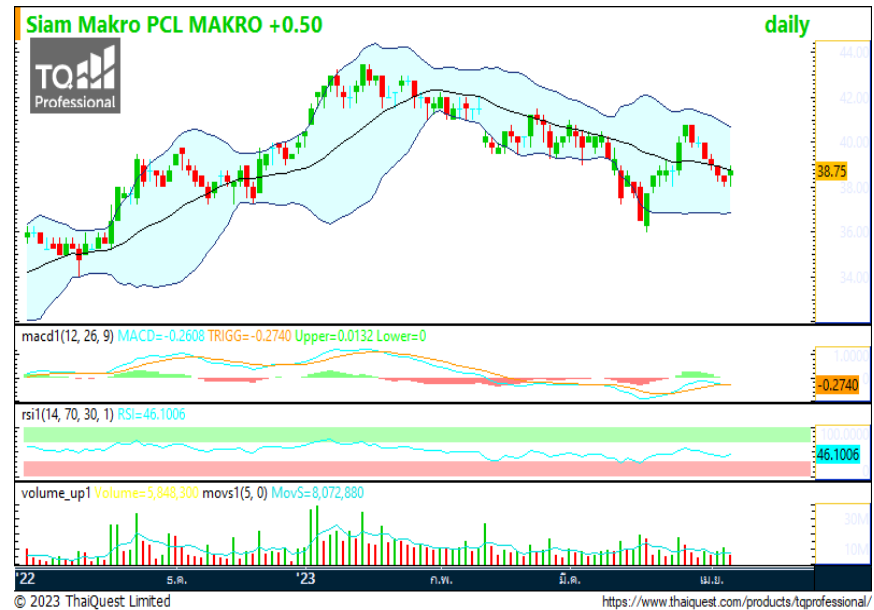 Siam Makro PCL MAKRO +0.50 daily
TQ
Professional
44.00
42.00
40.00
38.75
38.00
36.00
34.00
macd1(12, 26, 9) MACD=-0.2608 TRIGG=-0.2740 Upper=0.0132 Lower=0
1.0000
-0.2740
rsi1(14, 70, 30, 1) RSI=46.1006
100.0000
46.1006
volume_up1 Volume=5,848,300 movs1(5, 0) MovS=8,072,880
30M
10M
'22 ธ.ค. '23 ก.พ. มี.ค. เม.ย.
© 2023 ThaiQuest Limited https://www.thaiquest.com/products/tqprofessional/